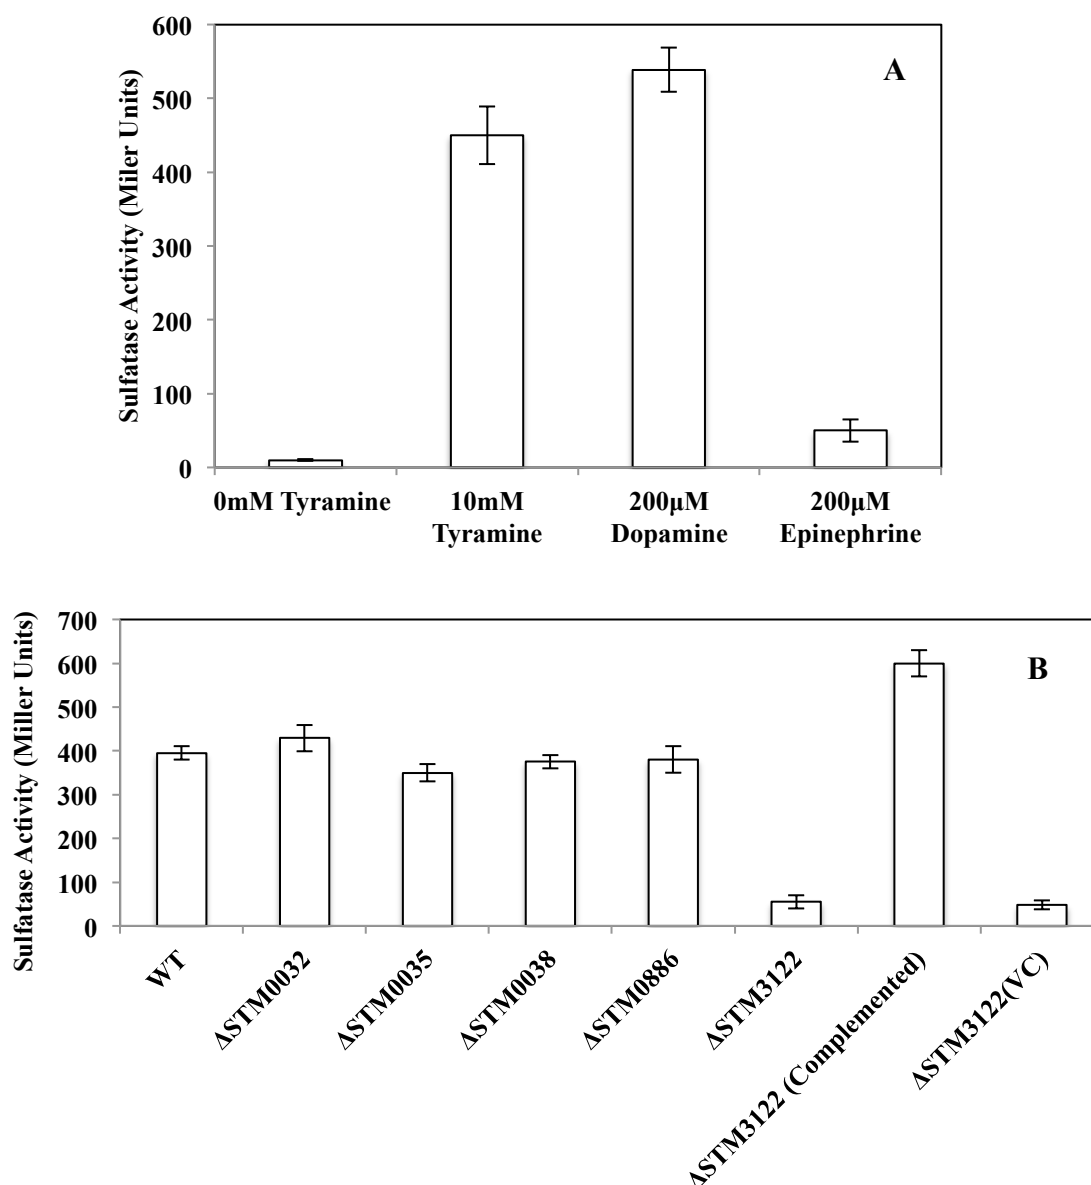 Sulfatase Activity (Miler Units)
600
500
400
300
200
100
0
A
0mM Tyramine
10mM
Tyramine
200μM
Dopamine
200μM
Epinephrine
Sulfatase Activity (Miller Units)
700
600
500
400
300
200
100
0
B
WT
ΔSTM0032
ΔSTM0035
ΔSTM0038
ΔSTM0886
ΔSTM3122
ΔSTM3122 (Complemented)
ΔSTM3122(VC)